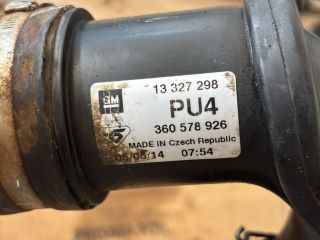 GM
13 327 298
PU4
360 578 926
MADE IN Czech Republic
05/06/14 07:54